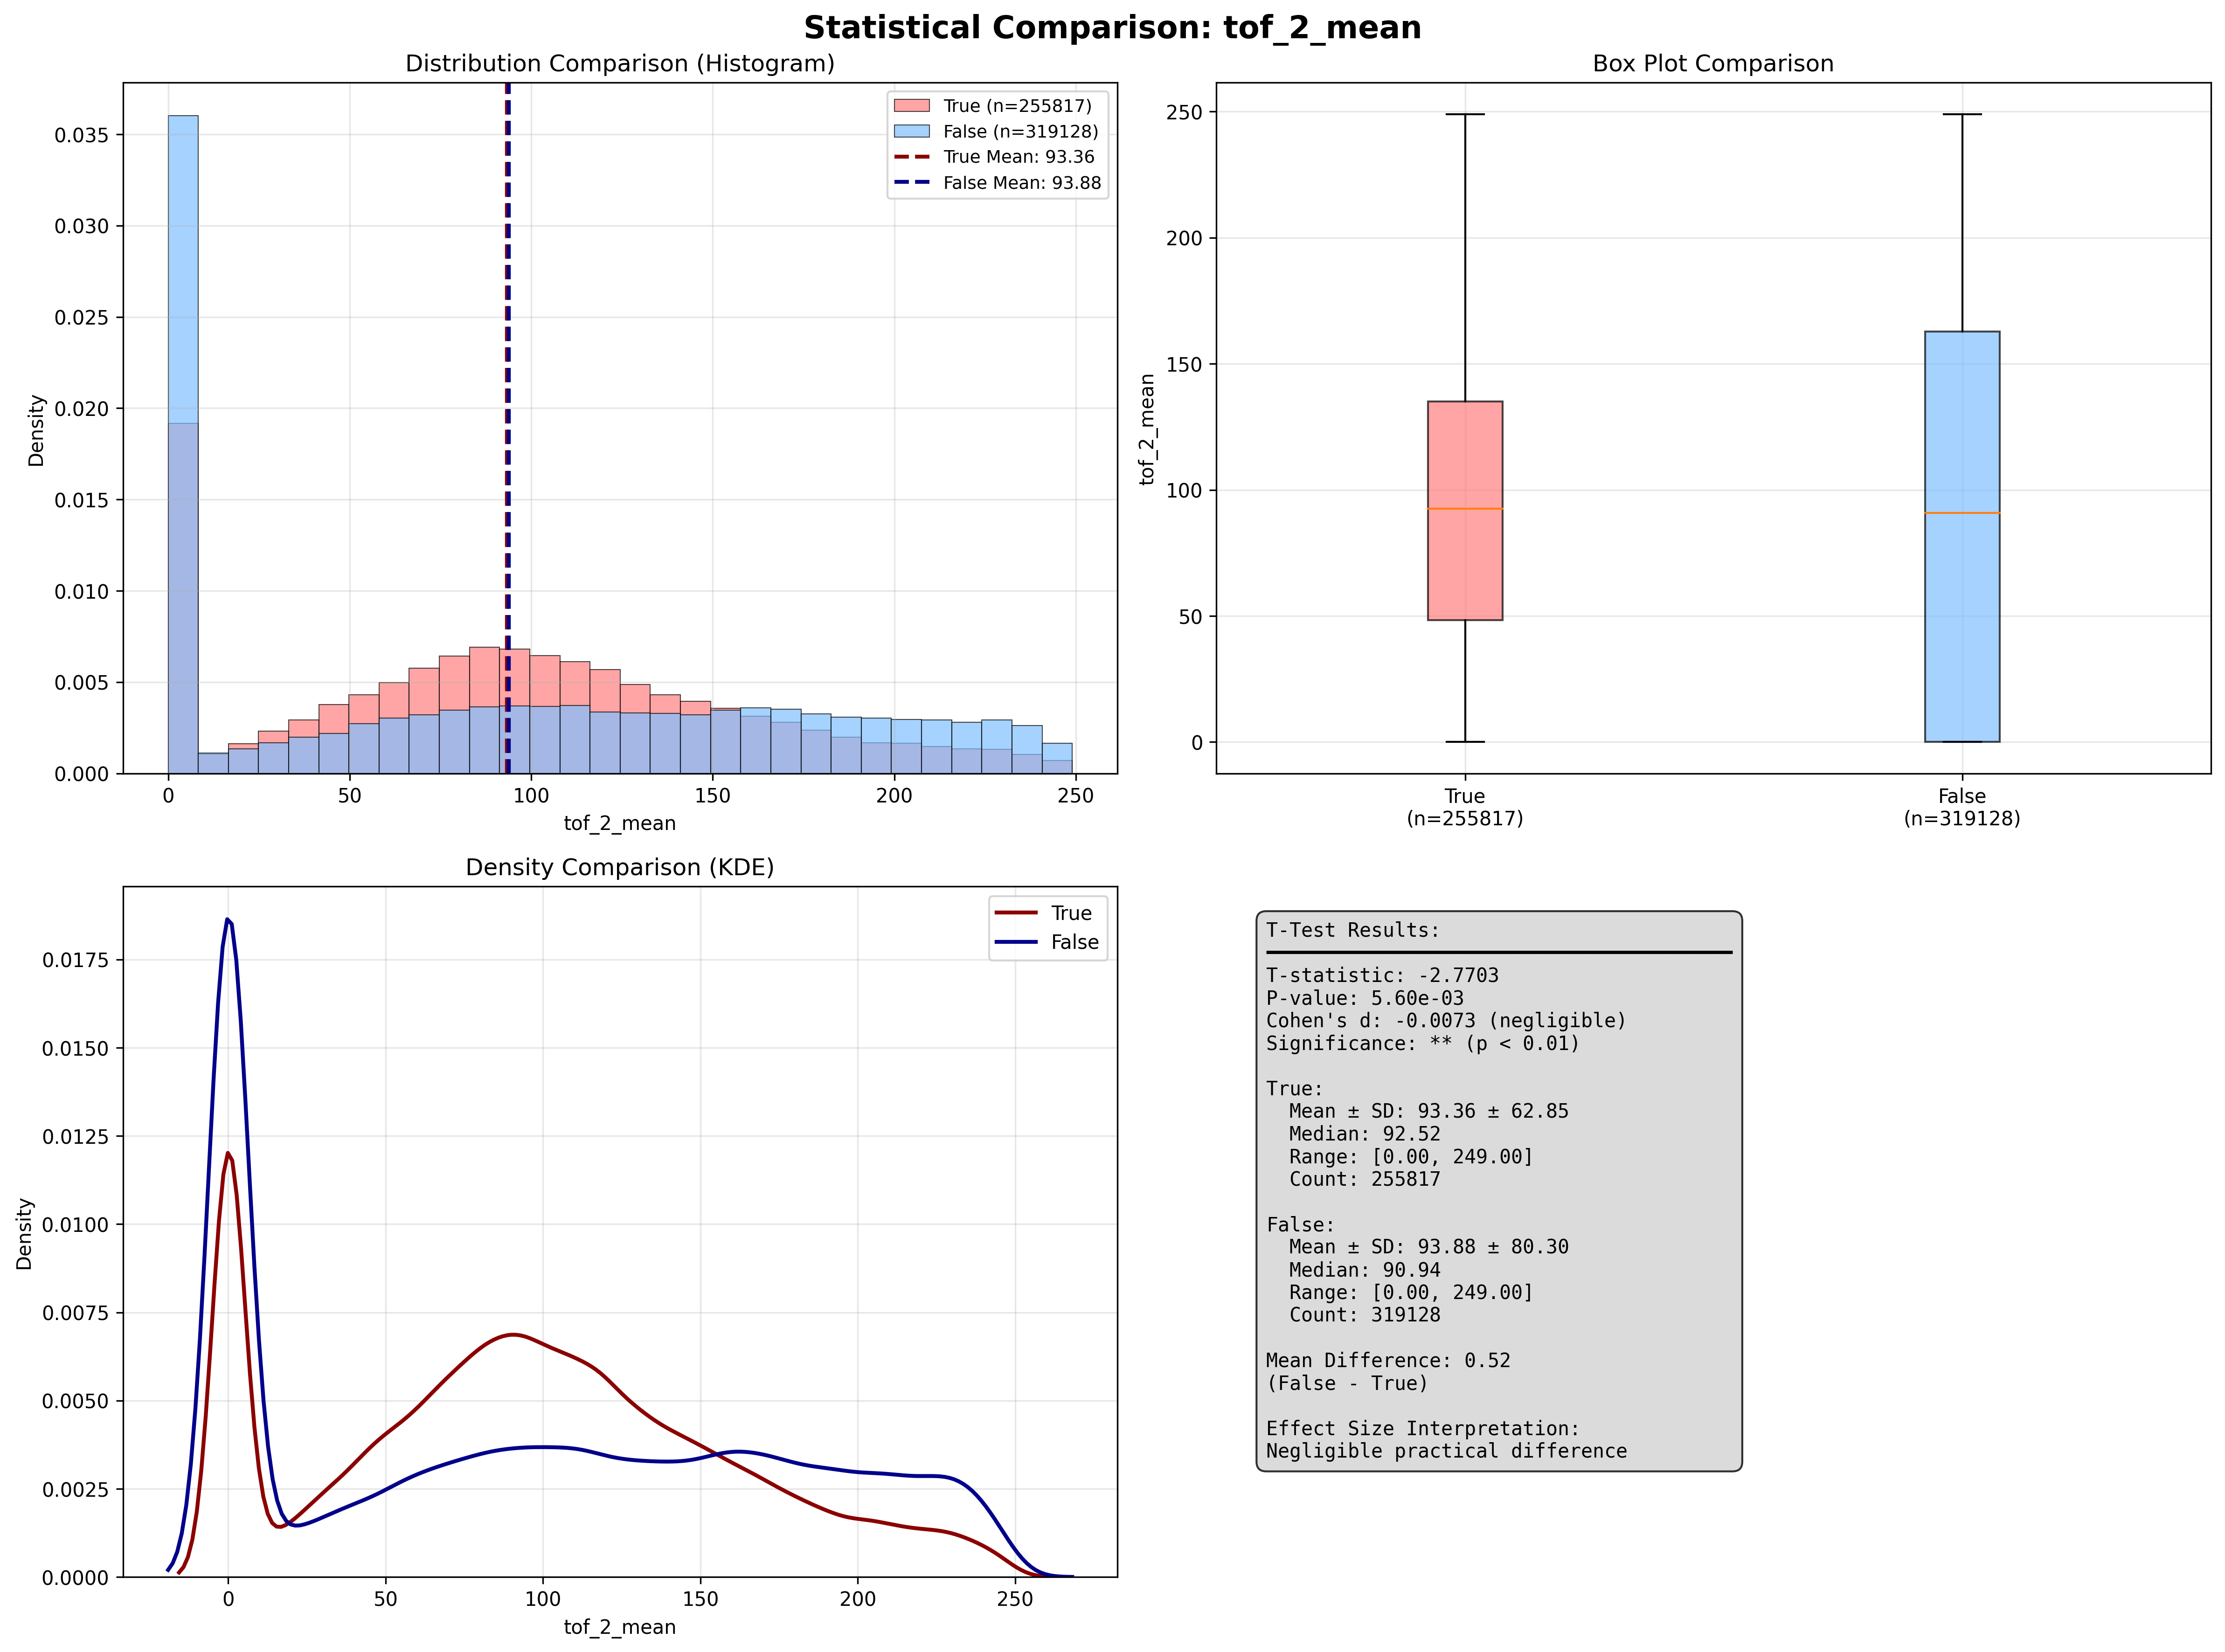 Statistical Comparison: tof_2_mean
Distribution Comparison (Histogram)
Density
0.035
0.030
0.025
0.020
0.015
0.010
0.005
0.000
0 50 100 150 200 250
tof_2_mean
True (n=255817)
False (n=319128)
True Mean: 93.36
False Mean: 93.88
Box Plot Comparison
tof_2_mean
250
200
150
100
50
0
True
(n=255817)
False
(n=319128)
Density Comparison (KDE)
Density
0.0175
0.0150
0.0125
0.0100
0.0075
0.0050
0.0025
0.0000
0 50 100 150 200 250
tof_2_mean
True
False
T-Test Results:
T-statistic: -2.7703
P-value: 5.60e-03
Cohen's d: -0.0073 (negligible)
Significance: ** (p < 0.01)
True:
Mean ± SD: 93.36 ± 62.85
Median: 92.52
Range: [0.00, 249.00]
Count: 255817
False:
Mean ± SD: 93.88 ± 80.30
Median: 90.94
Range: [0.00, 249.00]
Count: 319128
Mean Difference: 0.52
(False - True)
Effect Size Interpretation:
Negligible practical difference